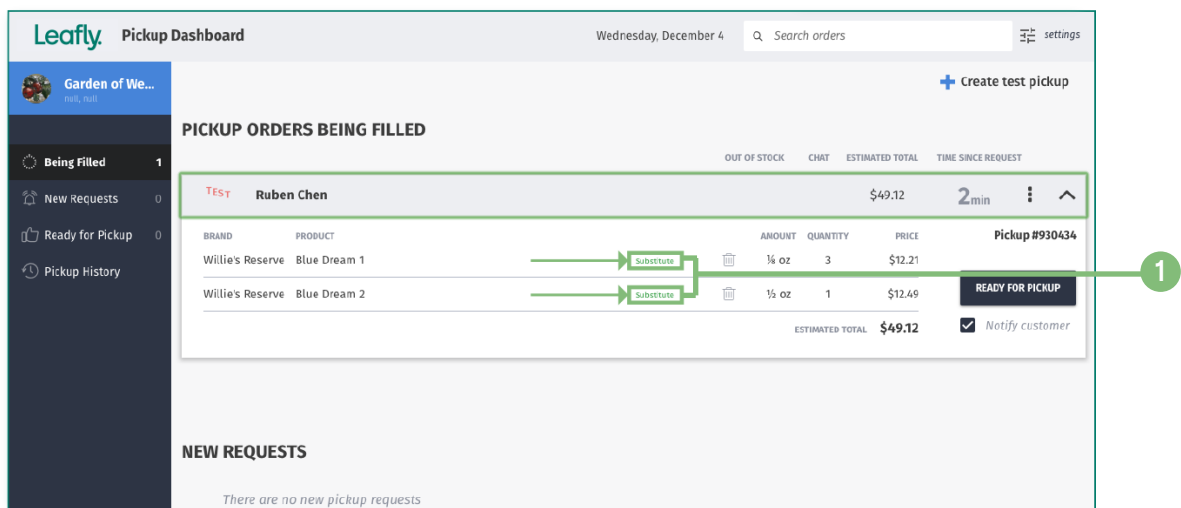 Leafly. Pickup Dashboard Wednesday, December 4 Search orders settings
Garden of We...
null, null
Create test pickup
PICKUP ORDERS BEING FILLED
Being Filled 1
OUT OF STOCK CHAT ESTIMATED TOTAL TIME SINCE REQUEST
New Requests 0
TEST Ruben Chen $49.12 2min
Ready for Pickup 0
BRAND PRODUCT AMOUNT QUANTITY PRICE Pickup #930434
Willie's Reserve Blue Dream 1 Substitute ⅛ oz 3 $12.21
Pickup History
1
Willie's Reserve Blue Dream 2 Substitute ½ oz 1 $12.49
READY FOR PICKUP
ESTIMATED TOTAL $49.12
Notify customer
NEW REQUESTS
There are no new pickup requests